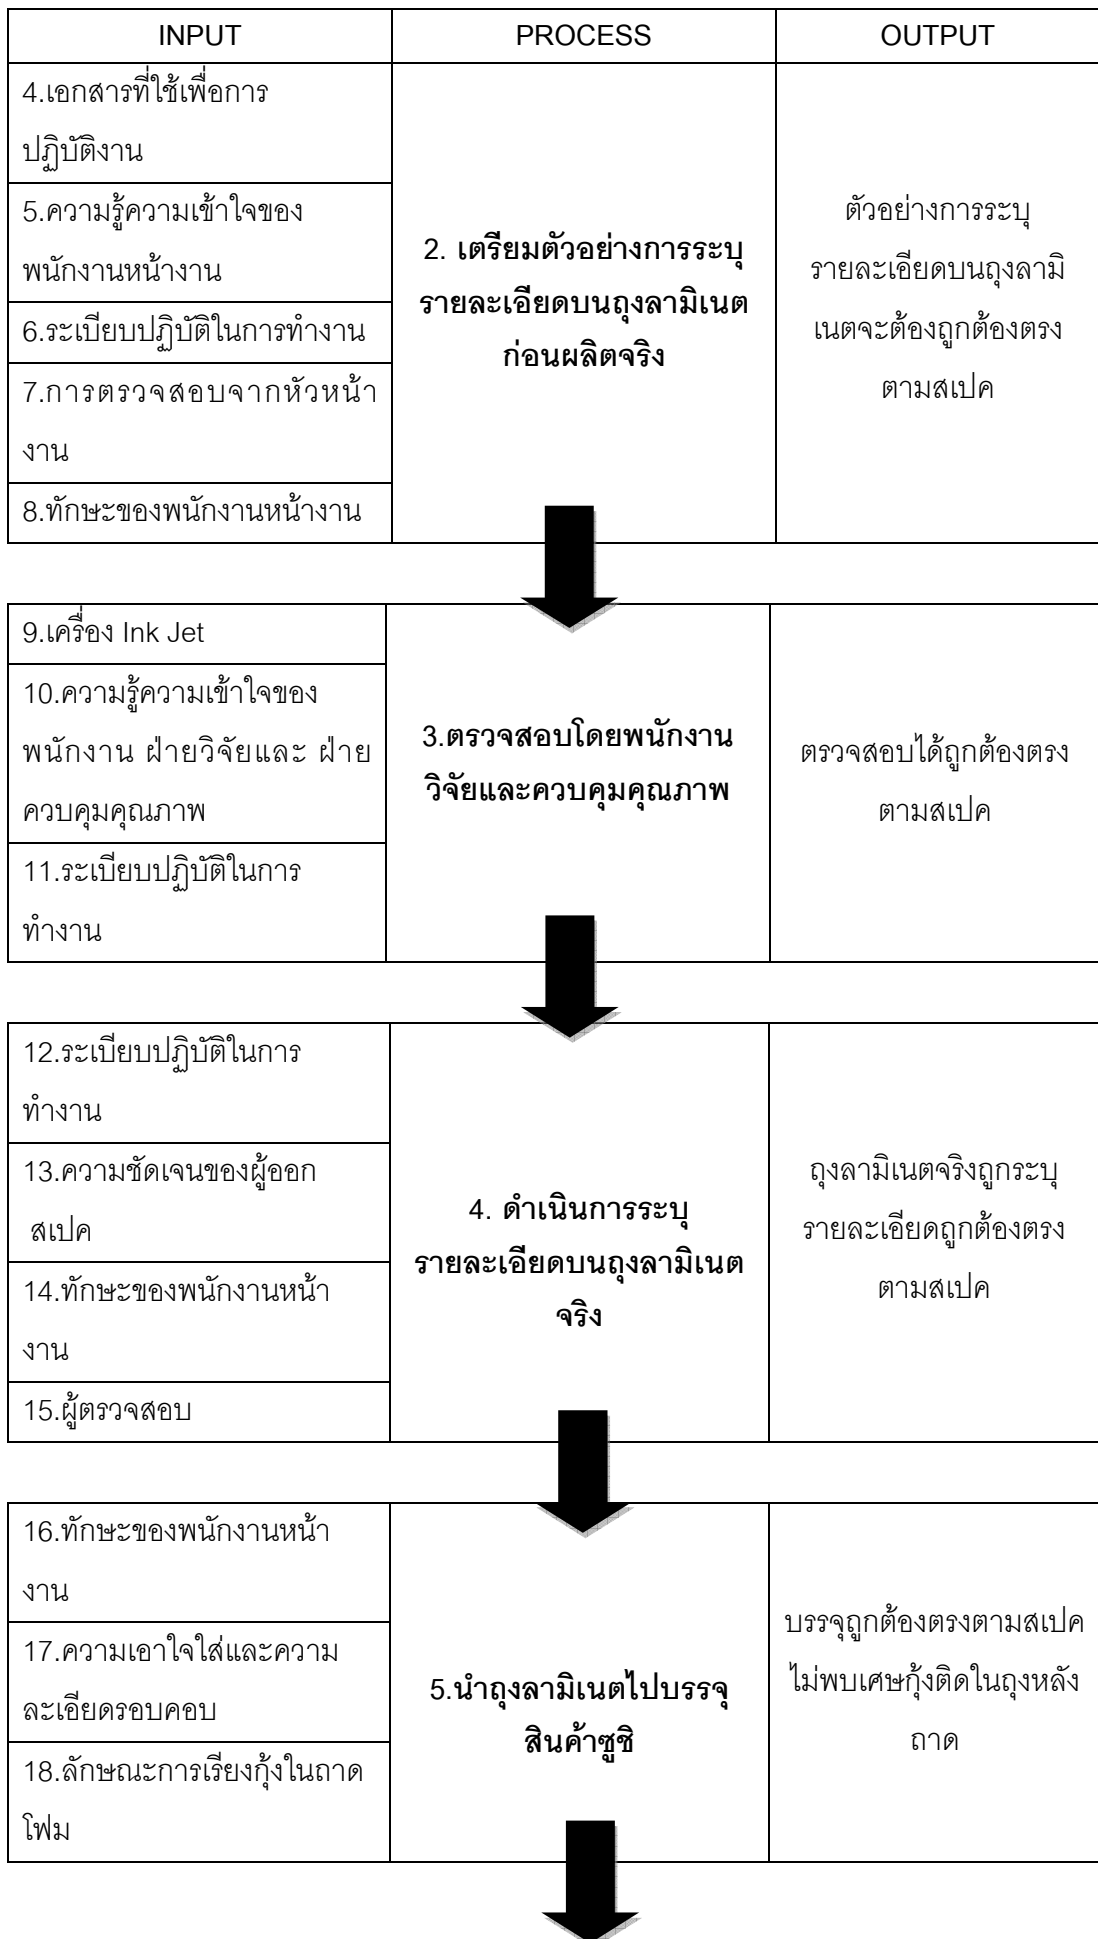 INPUT PROCESS OUTPUT
4.เอกสารที่ใช้เพื่อการ
ปฏิบัติงาน
5.ความรู้ความเข้าใจของ
พนักงานหน้างาน
6.ระเบียบปฏิบัติในการทำงาน
7.การตรวจสอบจากหัวหน้า
งาน
8.ทักษะของพนักงานหน้างาน
2. เตรียมตัวอย่างการระบุ
รายละเอียดบนถุงลามิเนต
ก่อนผลิตจริง
ตัวอย่างการระบุ
รายละเอียดบนถุงลามิ
เนตจะต้องถูกต้องตรง
ตามสเปค
9.เครื่อง Ink Jet
10.ความรู้ความเข้าใจของ
พนักงาน ฝ่ายวิจัยและ ฝ่าย
ควบคุมคุณภาพ
11.ระเบียบปฏิบัติในการ
ทำงาน
3.ตรวจสอบโดยพนักงาน
วิจัยและควบคุมคุณภาพ
ตรวจสอบได้ถูกต้องตรง
ตามสเปค
12.ระเบียบปฏิบัติในการ
ทำงาน
13.ความชัดเจนของผู้ออก
สเปค
14.ทักษะของพนักงานหน้า
งาน
15.ผู้ตรวจสอบ
4. ดำเนินการระบุ
รายละเอียดบนถุงลามิเนต
จริง
ถุงลามิเนตจริงถูกระบุ
รายละเอียดถูกต้องตรง
ตามสเปค
16.ทักษะของพนักงานหน้า
งาน
17.ความเอาใจใส่และความ
ละเอียดรอบคอบ
18.ลักษณะการเรียงกุ้งในถาด
โฟม
5.นำถุงลามิเนตไปบรรจุ
สินค้าซูชิ
บรรจุถูกต้องตรงตามสเปค
ไม่พบเศษกุ้งติดในถุงหลัง
ถาด